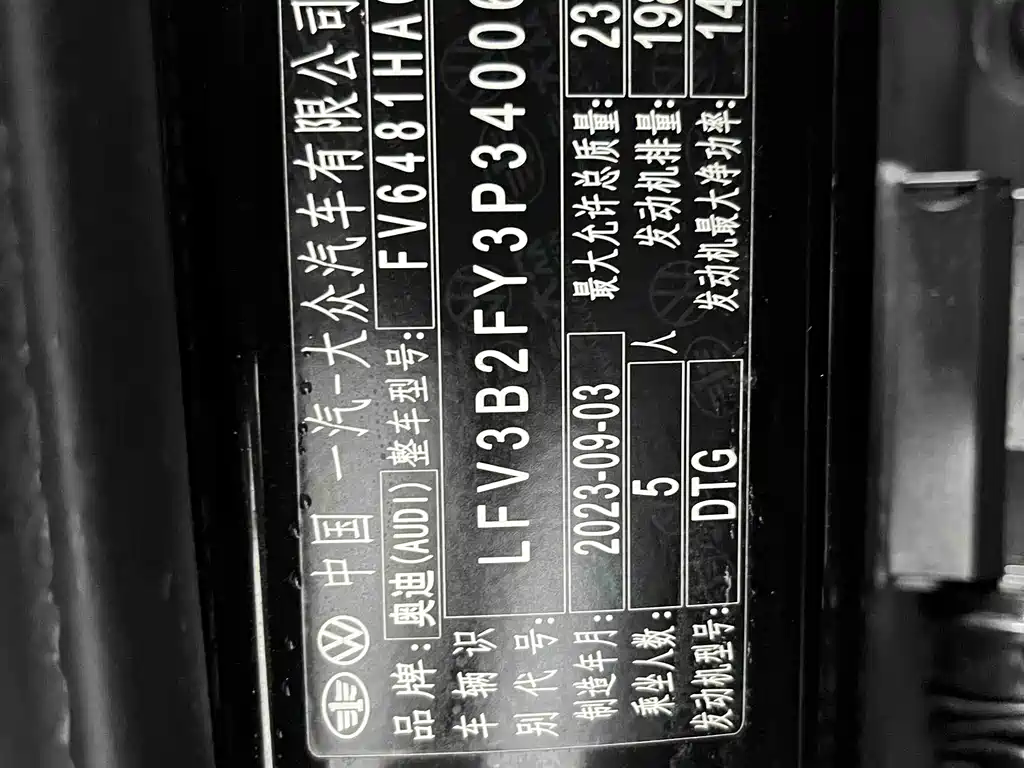 中国 一汽-大众汽车有限公司
品牌: 奥迪(AUDI) 整车型号: FV6481HA
车辆识别代号: LFV3B2FY3P34006
制造年月: 2023-09-03 最大允许总质量: 23
乘坐人数: 5 人 发动机排量: 198
发动机型号: DTG 发动机最大净功率: 14